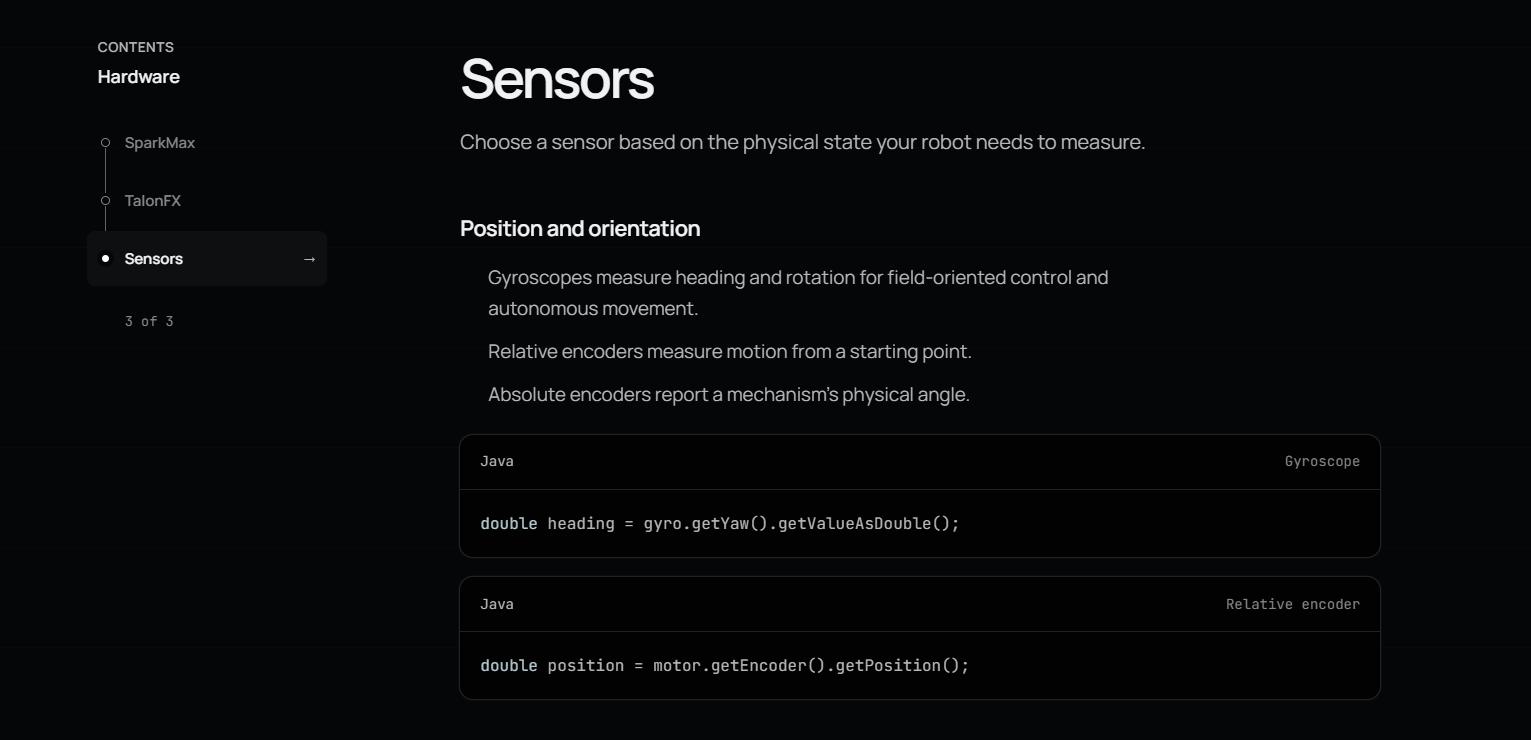 CONTENTS
Hardware
SparkMax
TalonFX
Sensors →
3 of 3
Sensors
Choose a sensor based on the physical state your robot needs to measure.
Position and orientation
Gyroscopes measure heading and rotation for field-oriented control and
autonomous movement.
Relative encoders measure motion from a starting point.
Absolute encoders report a mechanism’s physical angle.
Java Gyroscope
double heading = gyro.getYaw().getValueAsDouble();
Java Relative encoder
double position = motor.getEncoder().getPosition();